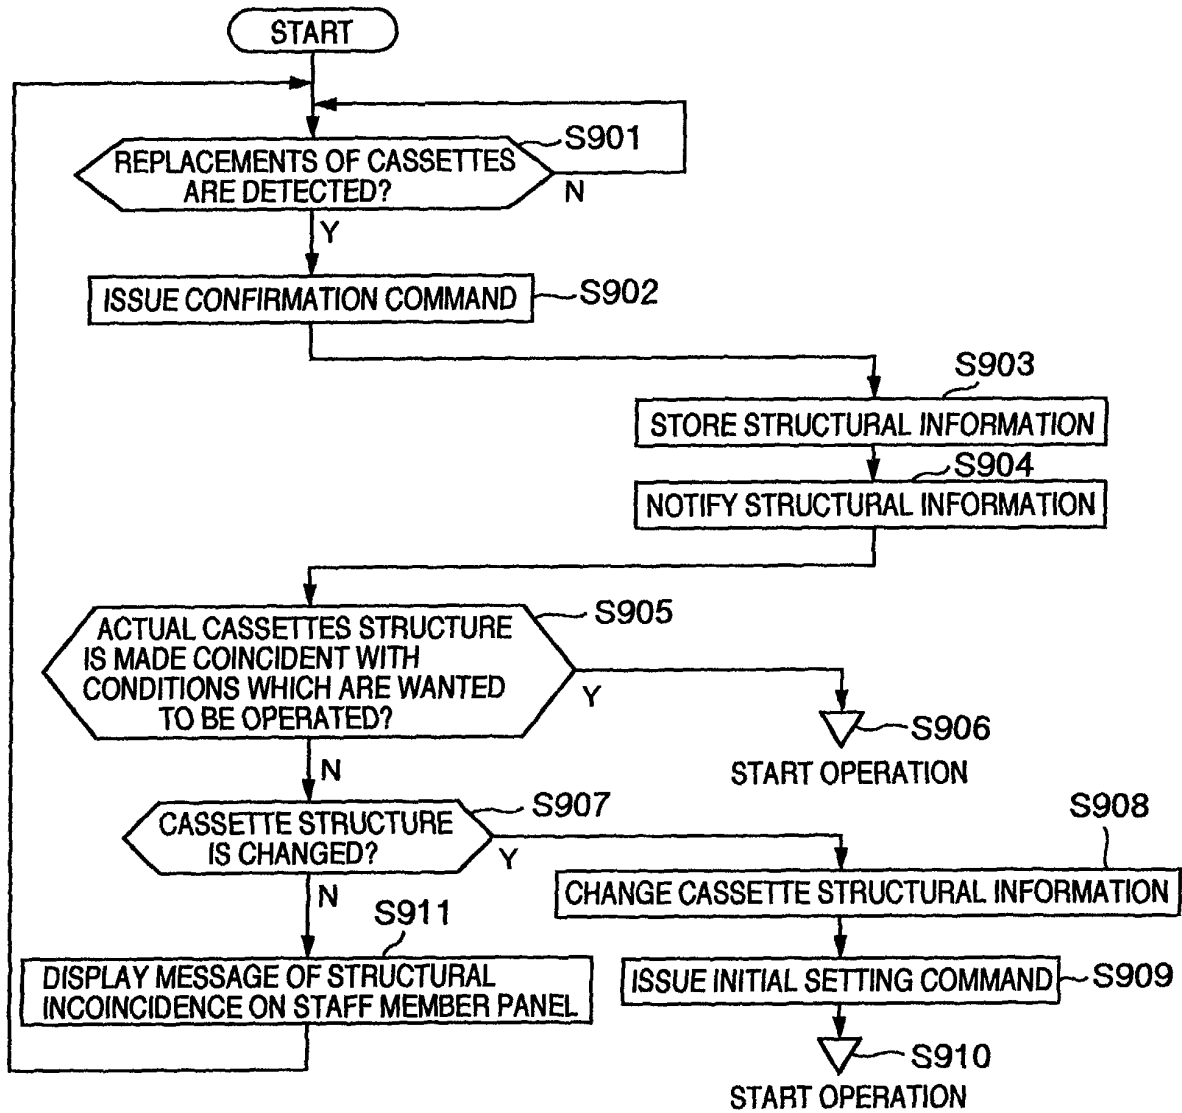 START
S901
REPLACEMENTS OF CASSETTES
ARE DETECTED?
N
Y
ISSUE CONFIRMATION COMMAND
S902
S903
STORE STRUCTURAL INFORMATION
S904
NOTIFY STRUCTURAL INFORMATION
S905
ACTUAL CASSETTES STRUCTURE
IS MADE COINCIDENT WITH
CONDITIONS WHICH ARE WANTED
TO BE OPERATED?
Y
S906
START OPERATION
N
S907
CASSETTE STRUCTURE
IS CHANGED?
Y
S908
CHANGE CASSETTE STRUCTURAL INFORMATION
N
S911
DISPLAY MESSAGE OF STRUCTURAL
INCOINCIDENCE ON STAFF MEMBER PANEL
ISSUE INITIAL SETTING COMMAND
S909
S910
START OPERATION